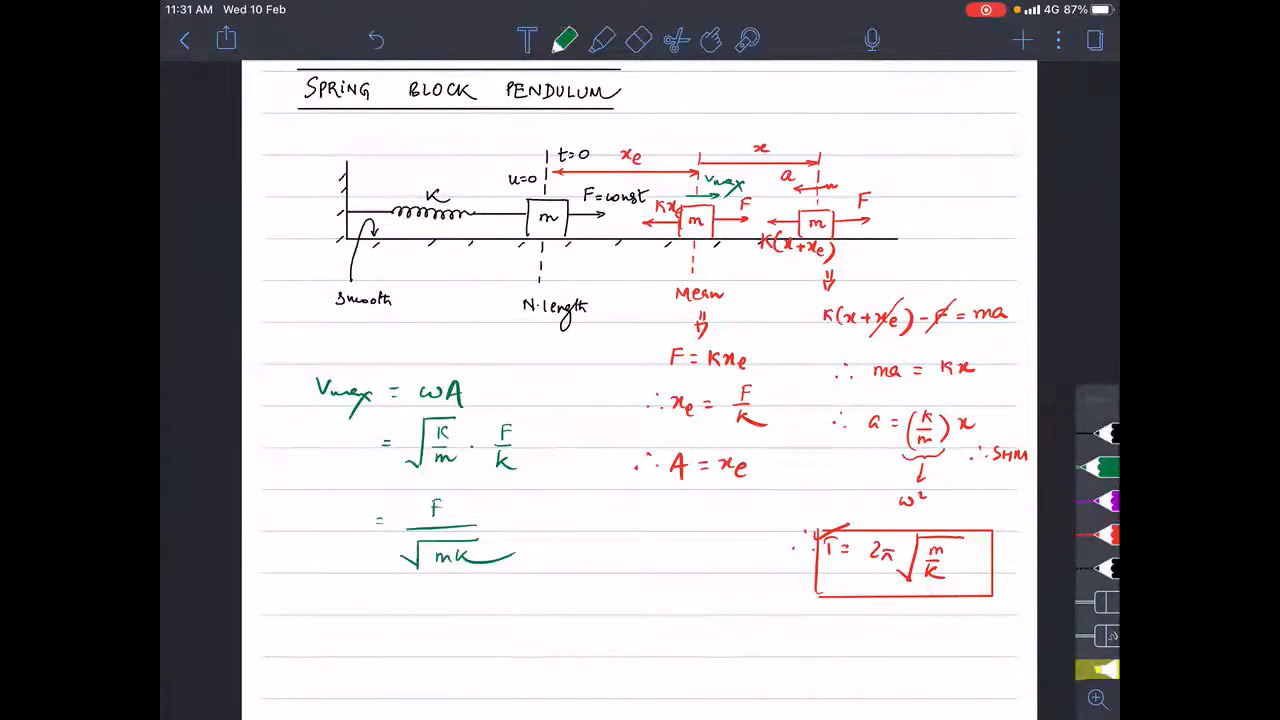 11:31 AM Wed 10 Feb
4G 87%
T
SPRING BLOCK PENDULUM
t=0
xe
x
u=0
vmax
a
K
F=const
Kxe
F
F
m
m
m
K(x+xe)
Smooth
N.length
Mean
K(x+xe) - F = ma
F = Kxe
∴ ma = Kx
Vmax = ωA
∴ xe = F/K
∴ a = (K/m) x
= √(K/m) · F/K
∴ SHM
∴ A = xe
ω²
= F/√(mK)
∴ T = 2π √(m/K)